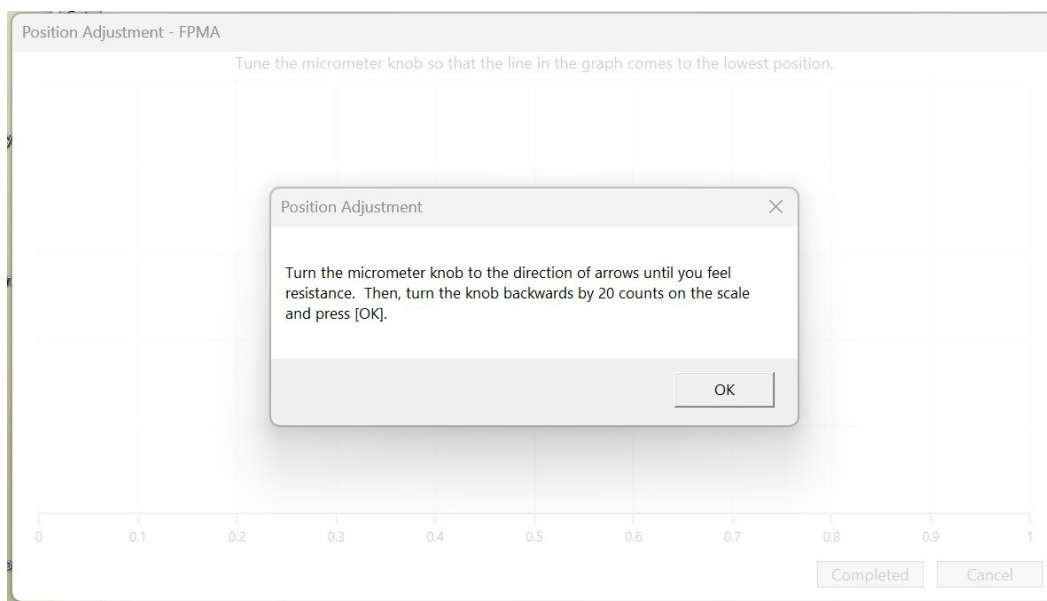 Position Adjustment - FPMA
Tune the micrometer knob so that the line in the graph comes to the lowest position.
Position Adjustment
Turn the micrometer knob to the direction of arrows until you feel
resistance.  Then, turn the knob backwards by 20 counts on the scale
and press [OK].
OK
0 0.1 0.2 0.3 0.4 0.5 0.6 0.7 0.8 0.9 1
Completed Cancel